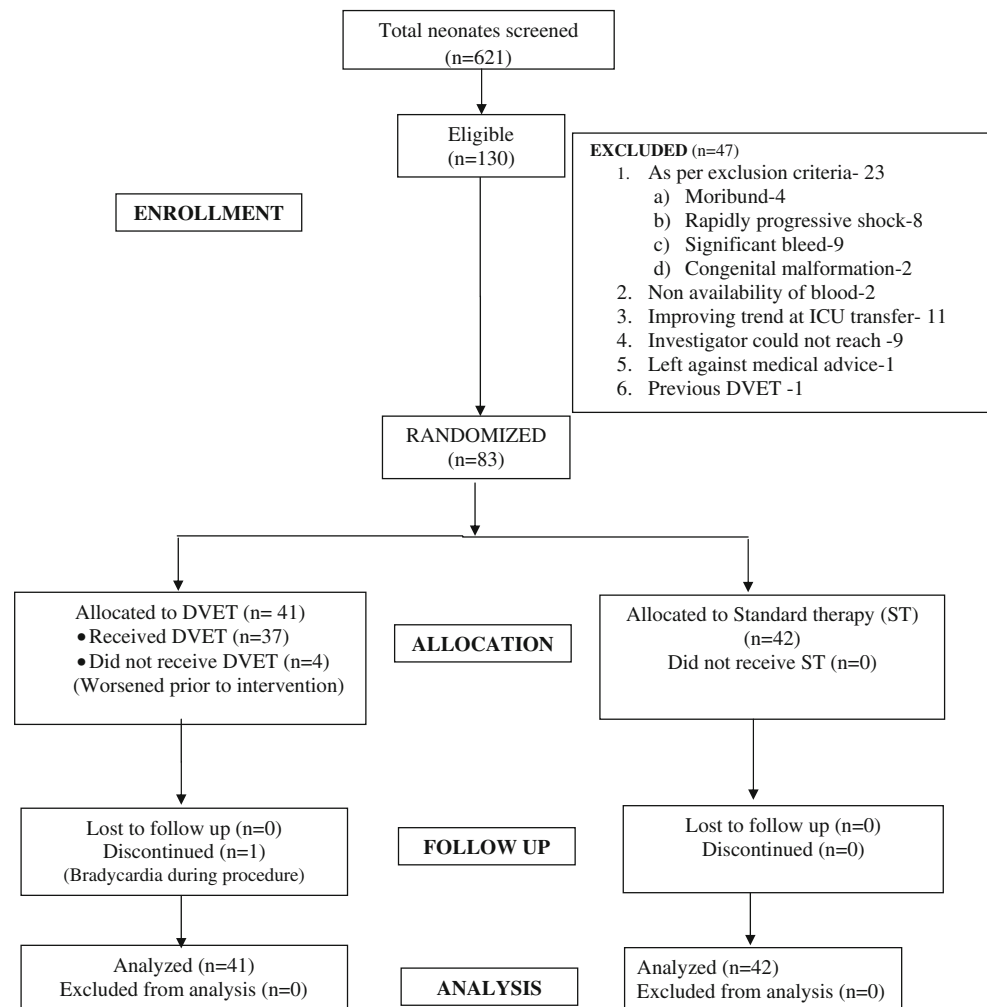 Total neonates screened
(n=621)
Eligible
(n=130)
EXCLUDED (n=47)
1. As per exclusion criteria- 23
a) Moribund-4
b) Rapidly progressive shock-8
c) Significant bleed-9
d) Congenital malformation-2
2. Non availability of blood-2
3. Improving trend at ICU transfer- 11
4. Investigator could not reach -9
5. Left against medical advice-1
6. Previous DVET -1
ENROLLMENT
RANDOMIZED
(n=83)
Allocated to DVET (n= 41)
•Received DVET (n=37)
•Did not receive DVET (n=4)
(Worsened prior to intervention)
ALLOCATION
Allocated to Standard therapy (ST)
(n=42)
Did not receive ST (n=0)
Lost to follow up (n=0)
Discontinued (n=1)
(Bradycardia during procedure)
FOLLOW UP
Lost to follow up (n=0)
Discontinued (n=0)
Analyzed (n=41)
Excluded from analysis (n=0)
ANALYSIS
Analyzed (n=42)
Excluded from analysis (n=0)